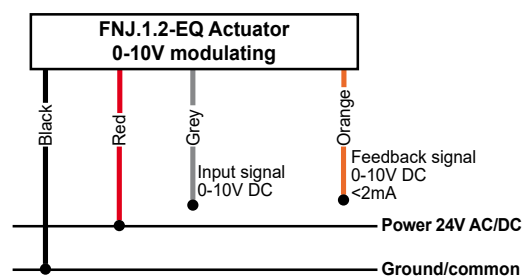 FNJ.1.2-EQ Actuator
0-10V modulating
Black
Red
Grey
Orange
Input signal
0-10V DC
Feedback signal
0-10V DC
<2mA
Power 24V AC/DC
Ground/common